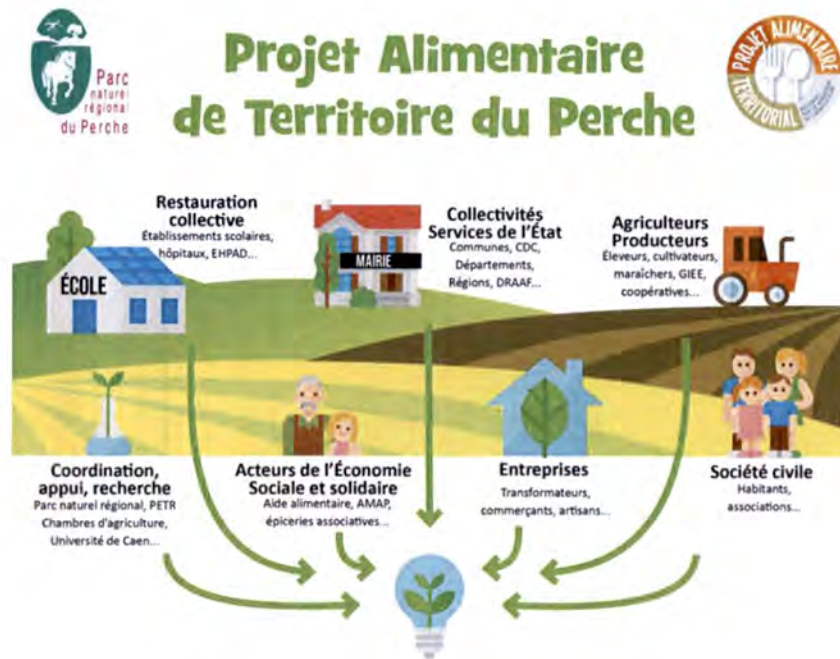 Parc
naturel
régional
du Perche
Projet Alimentaire
de Territoire du Perche
PROJET ALIMENTAIRE
TERRITORIAL
Restauration
collective
Établissements scolaires,
hôpitaux, EHPAD...
ÉCOLE
MAIRIE
Collectivités
Services de l'État
Communes, CDC,
Départements,
Régions, DRAAF...
Agriculteurs
Producteurs
Éleveurs, cultivateurs,
maraîchers, GIEE,
coopératives...
Coordination,
appui, recherche
Parc naturel régional, PETR
Chambres d'agriculture,
Université de Caen...
Acteurs de l'Économie
Sociale et solidaire
Aide alimentaire, AMAP,
épiceries associatives...
Entreprises
Transformateurs,
commerçants, artisans...
Société civile
Habitants,
associations...